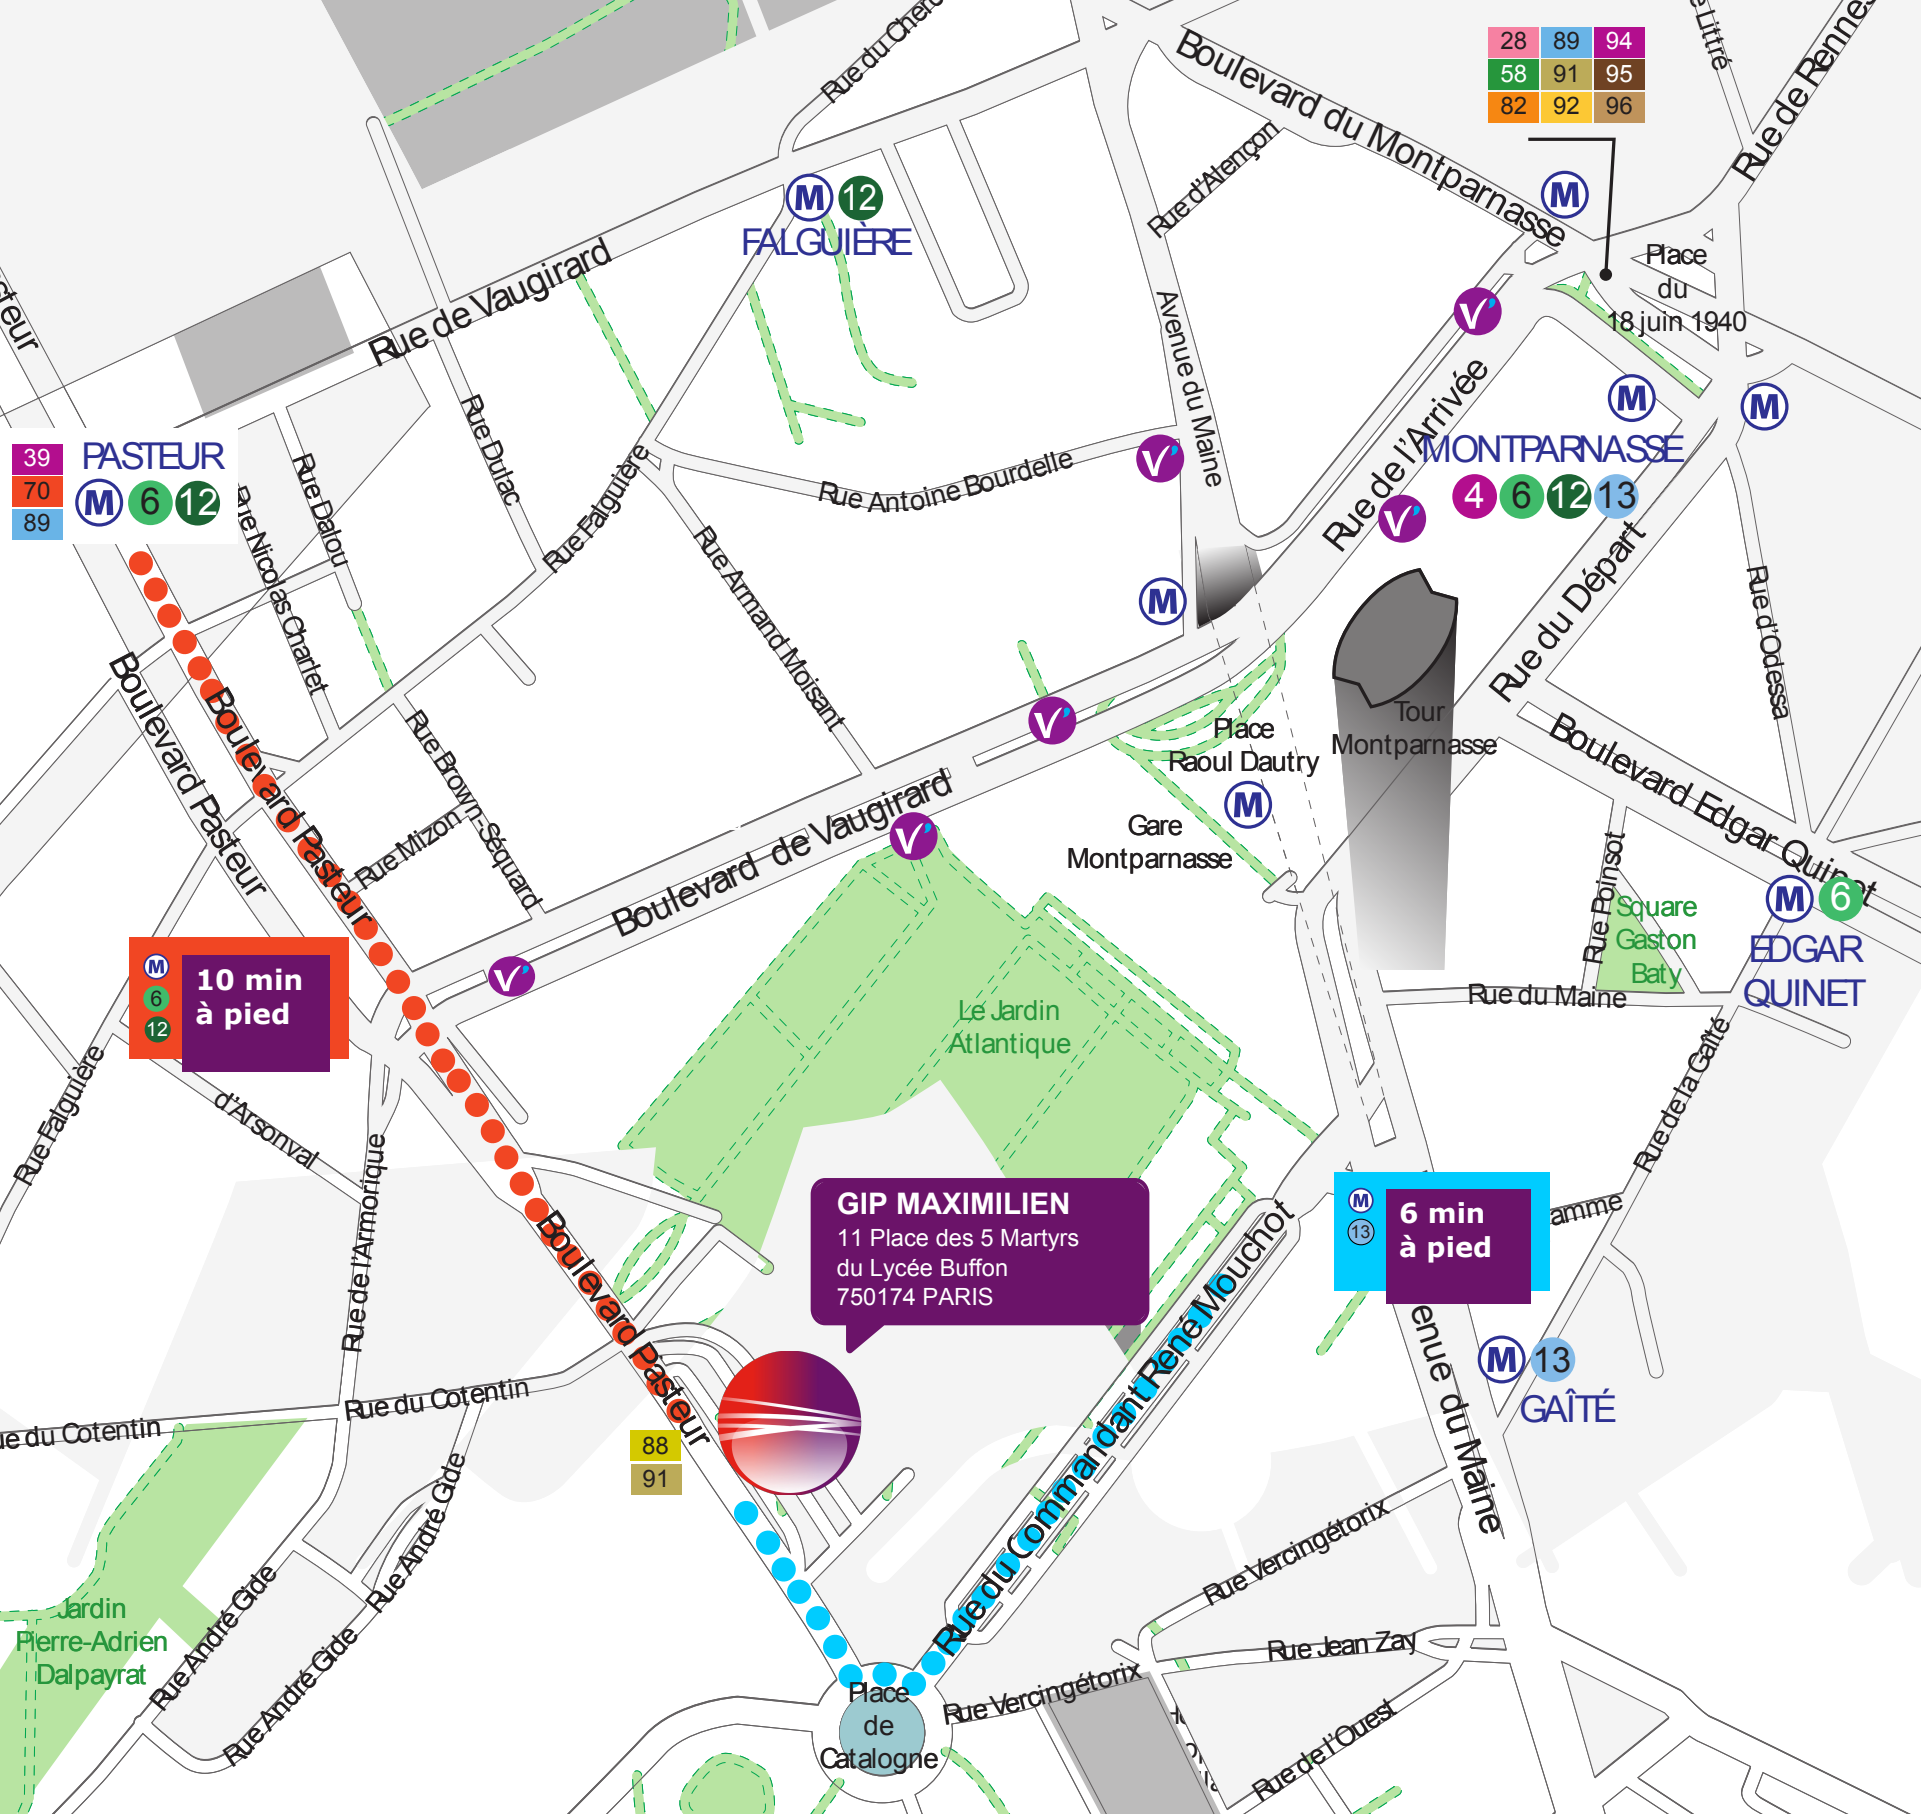 Rue du Cherc
e Littré
Rue de Rennes
28 89 94
58 91 95
82 92 96
Boulevard du Montparnasse
Rue d'Alençon
M
M 12
FALGUIÈRE
Place
du
18 juin 1940
Rue de Vaugirard
steur
Avenue du Maine
V'
Rue de l'Arrivée
M
M
MONTPARNASSE
4 6 12 13
V'
V'
39
70
89
PASTEUR
M 6 12
Rue Dulac
Rue Dalou
Rue Nicolas Charlet
Rue Falguière
Rue Antoine Bourdelle
Rue Armand Moisant
M
Rue du Départ
Rue d'Odessa
Boulevard Pasteur
Boulevard Pasteur
Rue Brown-Séquard
Rue Mizon
V'
Place
Raoul Dautry
M
Tour
Montparnasse
Gare
Montparnasse
Boulevard Edgar Quinet
Boulevard de Vaugirard
V'
V'
Rue Poinsot
Square
Gaston
Baty
M 6
EDGAR
QUINET
Rue du Maine
M
6
12
10 min
à pied
Le Jardin
Atlantique
Rue Falguière
d'Arsonval
Rue de l'Armorique
Rue de la Gaîté
GIP MAXIMILIEN
11 Place des 5 Martyrs
du Lycée Buffon
750174 PARIS
M
13
6 min
à pied
amme
Boulevard Pasteur
Rue du Commandant René Mouchot
enue du Maine
M 13
GAÎTÉ
ue du Cotentin
Rue du Cotentin
88
91
Rue André Gide
Rue André Gide
Rue André Gide
Jardin
Pierre-Adrien
Dalpayrat
Rue Vercingétorix
Rue Jean Zay
Rue Vercingétorix
Rue de l'Ouest
Place
de
Catalogne